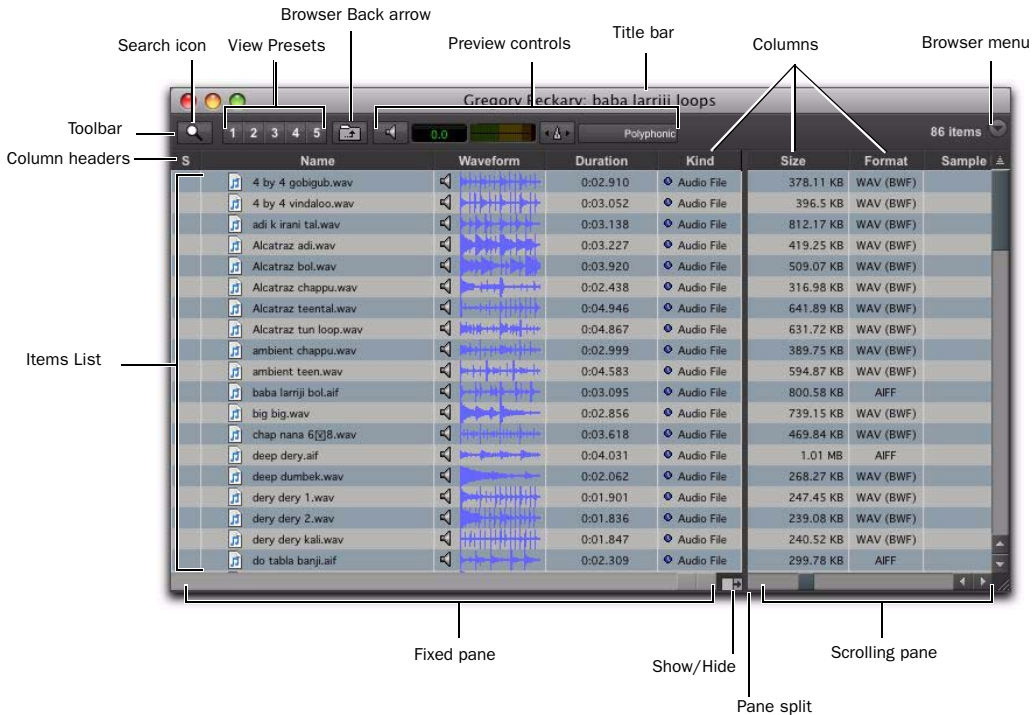 Browser Back arrow
Search icon View Presets Preview controls Title bar Columns Browser menu
Gregory Peckary: baba larriji loops
Toolbar 1 2 3 4 5 0.0 Polyphonic 86 items
Column headers S Name Waveform Duration Kind Size Format Sample
4 by 4 gobigub.wav 0:02.910 Audio File 378.11 KB WAV (BWF)
4 by 4 vindaloo.wav 0:03.052 Audio File 396.5 KB WAV (BWF)
adi k irani tal.wav 0:03.138 Audio File 812.17 KB WAV (BWF)
Alcatraz adi.wav 0:03.227 Audio File 419.25 KB WAV (BWF)
Alcatraz bol.wav 0:03.920 Audio File 509.07 KB WAV (BWF)
Alcatraz chappu.wav 0:02.438 Audio File 316.98 KB WAV (BWF)
Alcatraz teental.wav 0:04.946 Audio File 641.89 KB WAV (BWF)
Alcatraz tun loop.wav 0:04.867 Audio File 631.72 KB WAV (BWF)
ambient chappu.wav 0:02.999 Audio File 389.75 KB WAV (BWF)
Items List
ambient teen.wav 0:04.583 Audio File 594.87 KB WAV (BWF)
baba larriji bol.aif 0:03.095 Audio File 800.58 KB AIFF
big big.wav 0:02.856 Audio File 739.15 KB WAV (BWF)
chap nana 6🅅8.wav 0:03.618 Audio File 469.84 KB WAV (BWF)
deep dery.aif 0:04.031 Audio File 1.01 MB AIFF
deep dumbek.wav 0:02.062 Audio File 268.27 KB WAV (BWF)
dery dery 1.wav 0:01.901 Audio File 247.45 KB WAV (BWF)
dery dery 2.wav 0:01.836 Audio File 239.08 KB WAV (BWF)
dery dery kali.wav 0:01.847 Audio File 240.52 KB WAV (BWF)
do tabla banji.aif 0:02.309 Audio File 299.78 KB AIFF
Fixed pane Show/Hide Scrolling pane
Pane split